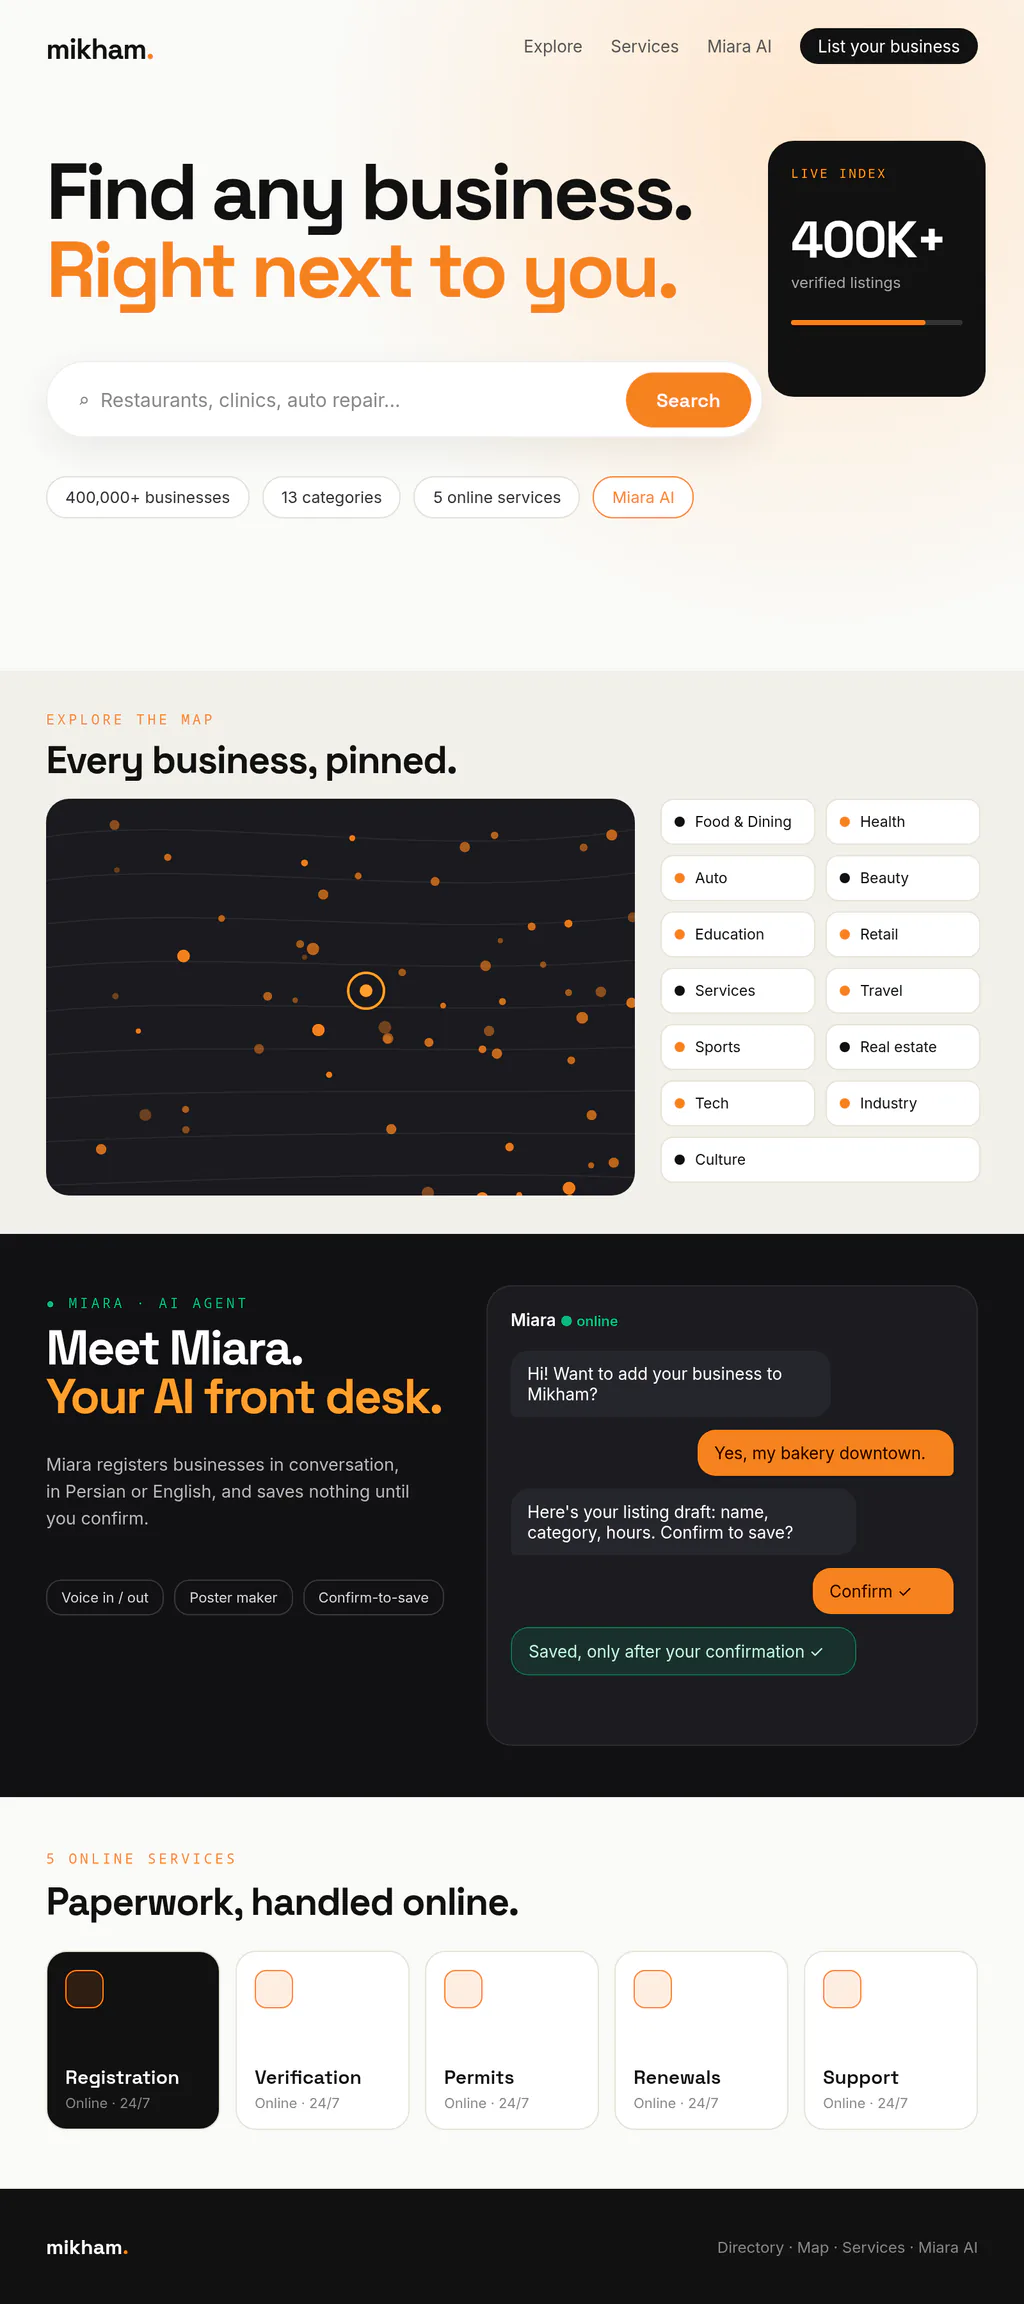 mikham.
Explore
Services
Miara AI
List your business
Find any business.
Right next to you.
LIVE INDEX
400K+
verified listings
Restaurants, clinics, auto repair...
Search
400,000+ businesses
13 categories
5 online services
Miara AI
EXPLORE THE MAP
Every business, pinned.
Food & Dining
Health
Auto
Beauty
Education
Retail
Services
Travel
Sports
Real estate
Tech
Industry
Culture
● MIARA · AI AGENT
Meet Miara.
Your AI front desk.
Miara registers businesses in conversation,
in Persian or English, and saves nothing until
you confirm.
Voice in / out
Poster maker
Confirm-to-save
Miara ● online
Hi! Want to add your business to
Mikham?
Yes, my bakery downtown.
Here's your listing draft: name,
category, hours. Confirm to save?
Confirm ✓
Saved, only after your confirmation ✓
5 ONLINE SERVICES
Paperwork, handled online.
Registration
Online · 24/7
Verification
Online · 24/7
Permits
Online · 24/7
Renewals
Online · 24/7
Support
Online · 24/7
mikham.
Directory · Map · Services · Miara AI